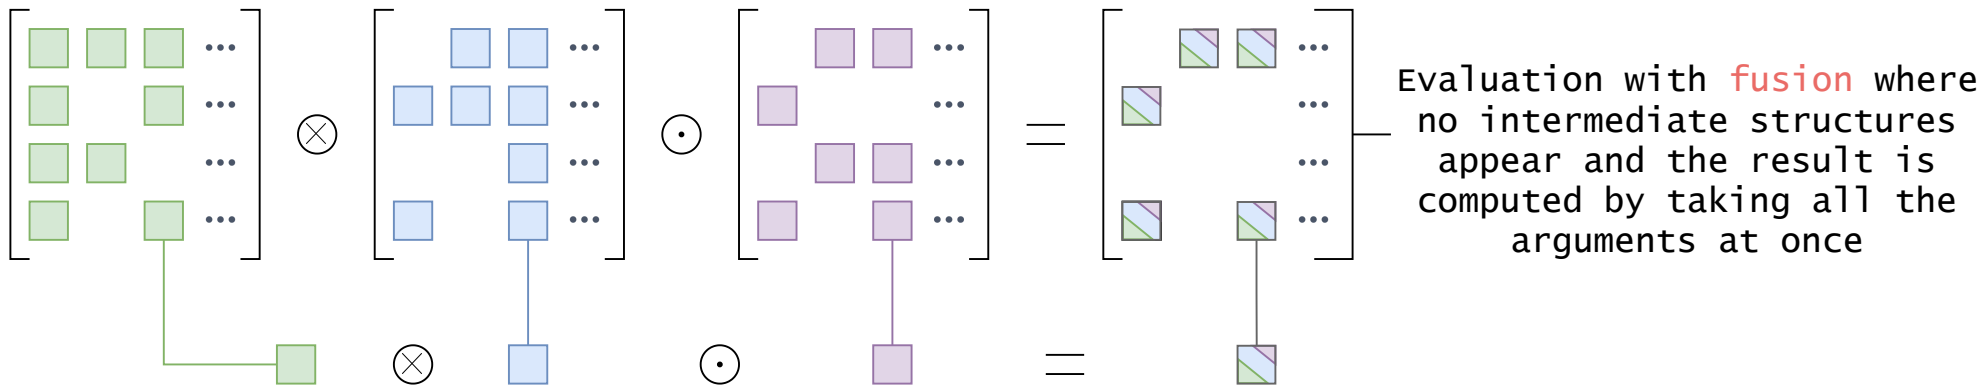 Evaluation with fusion where
no intermediate structures
appear and the result is
computed by taking all the
arguments at once